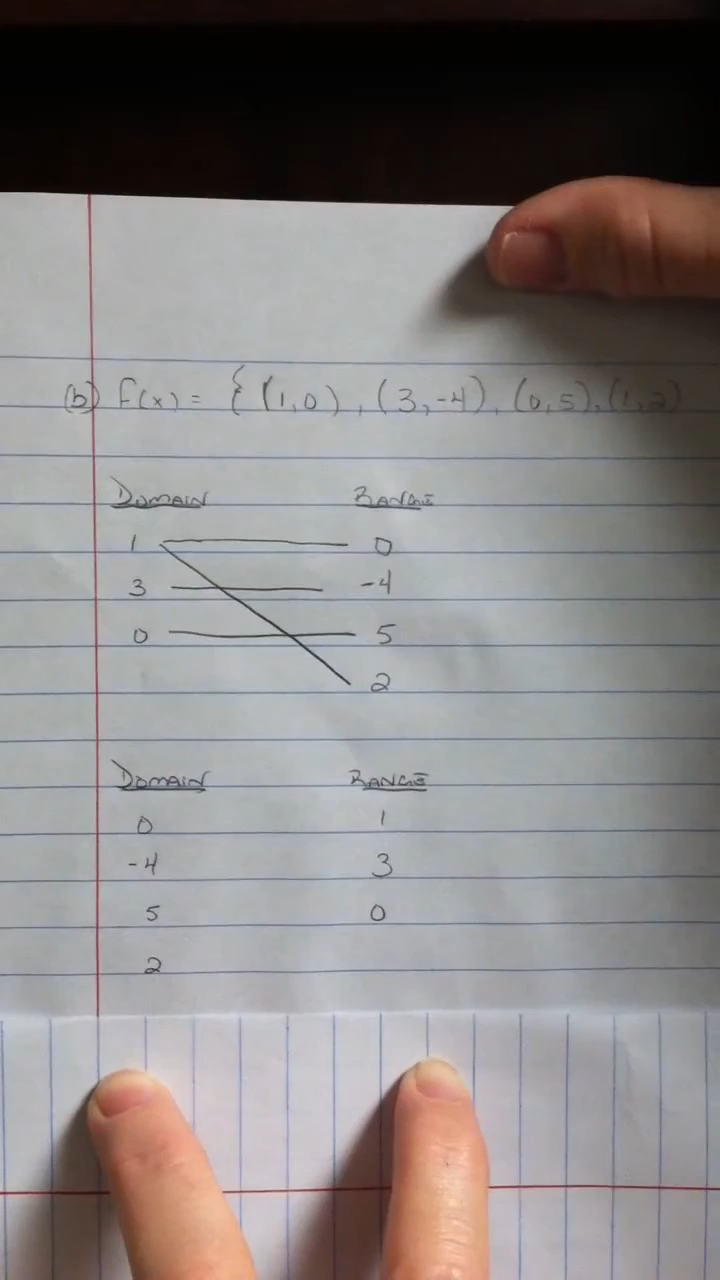 (b) f(x) = { (1,0), (3,-4), (0,5), (1,2)
DOMAIN RANGE
1 0
3 -4
0 5
2
DOMAIN RANGE
0 1
-4 3
5 0
2